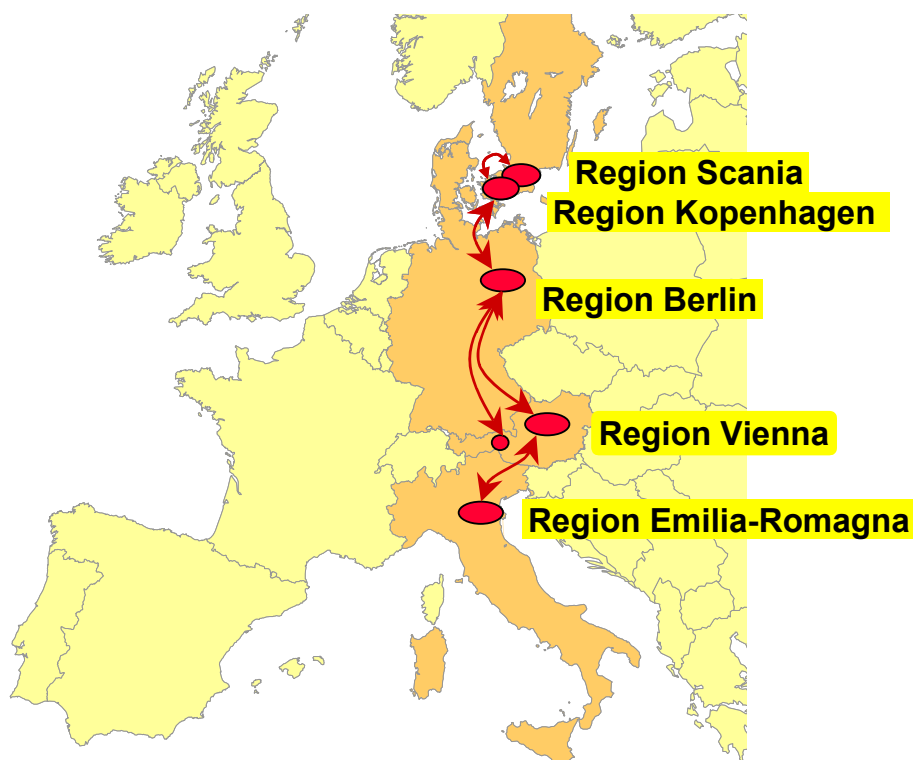 Region Scania
Region Kopenhagen
Region Berlin
Region Vienna
Region Emilia-Romagna